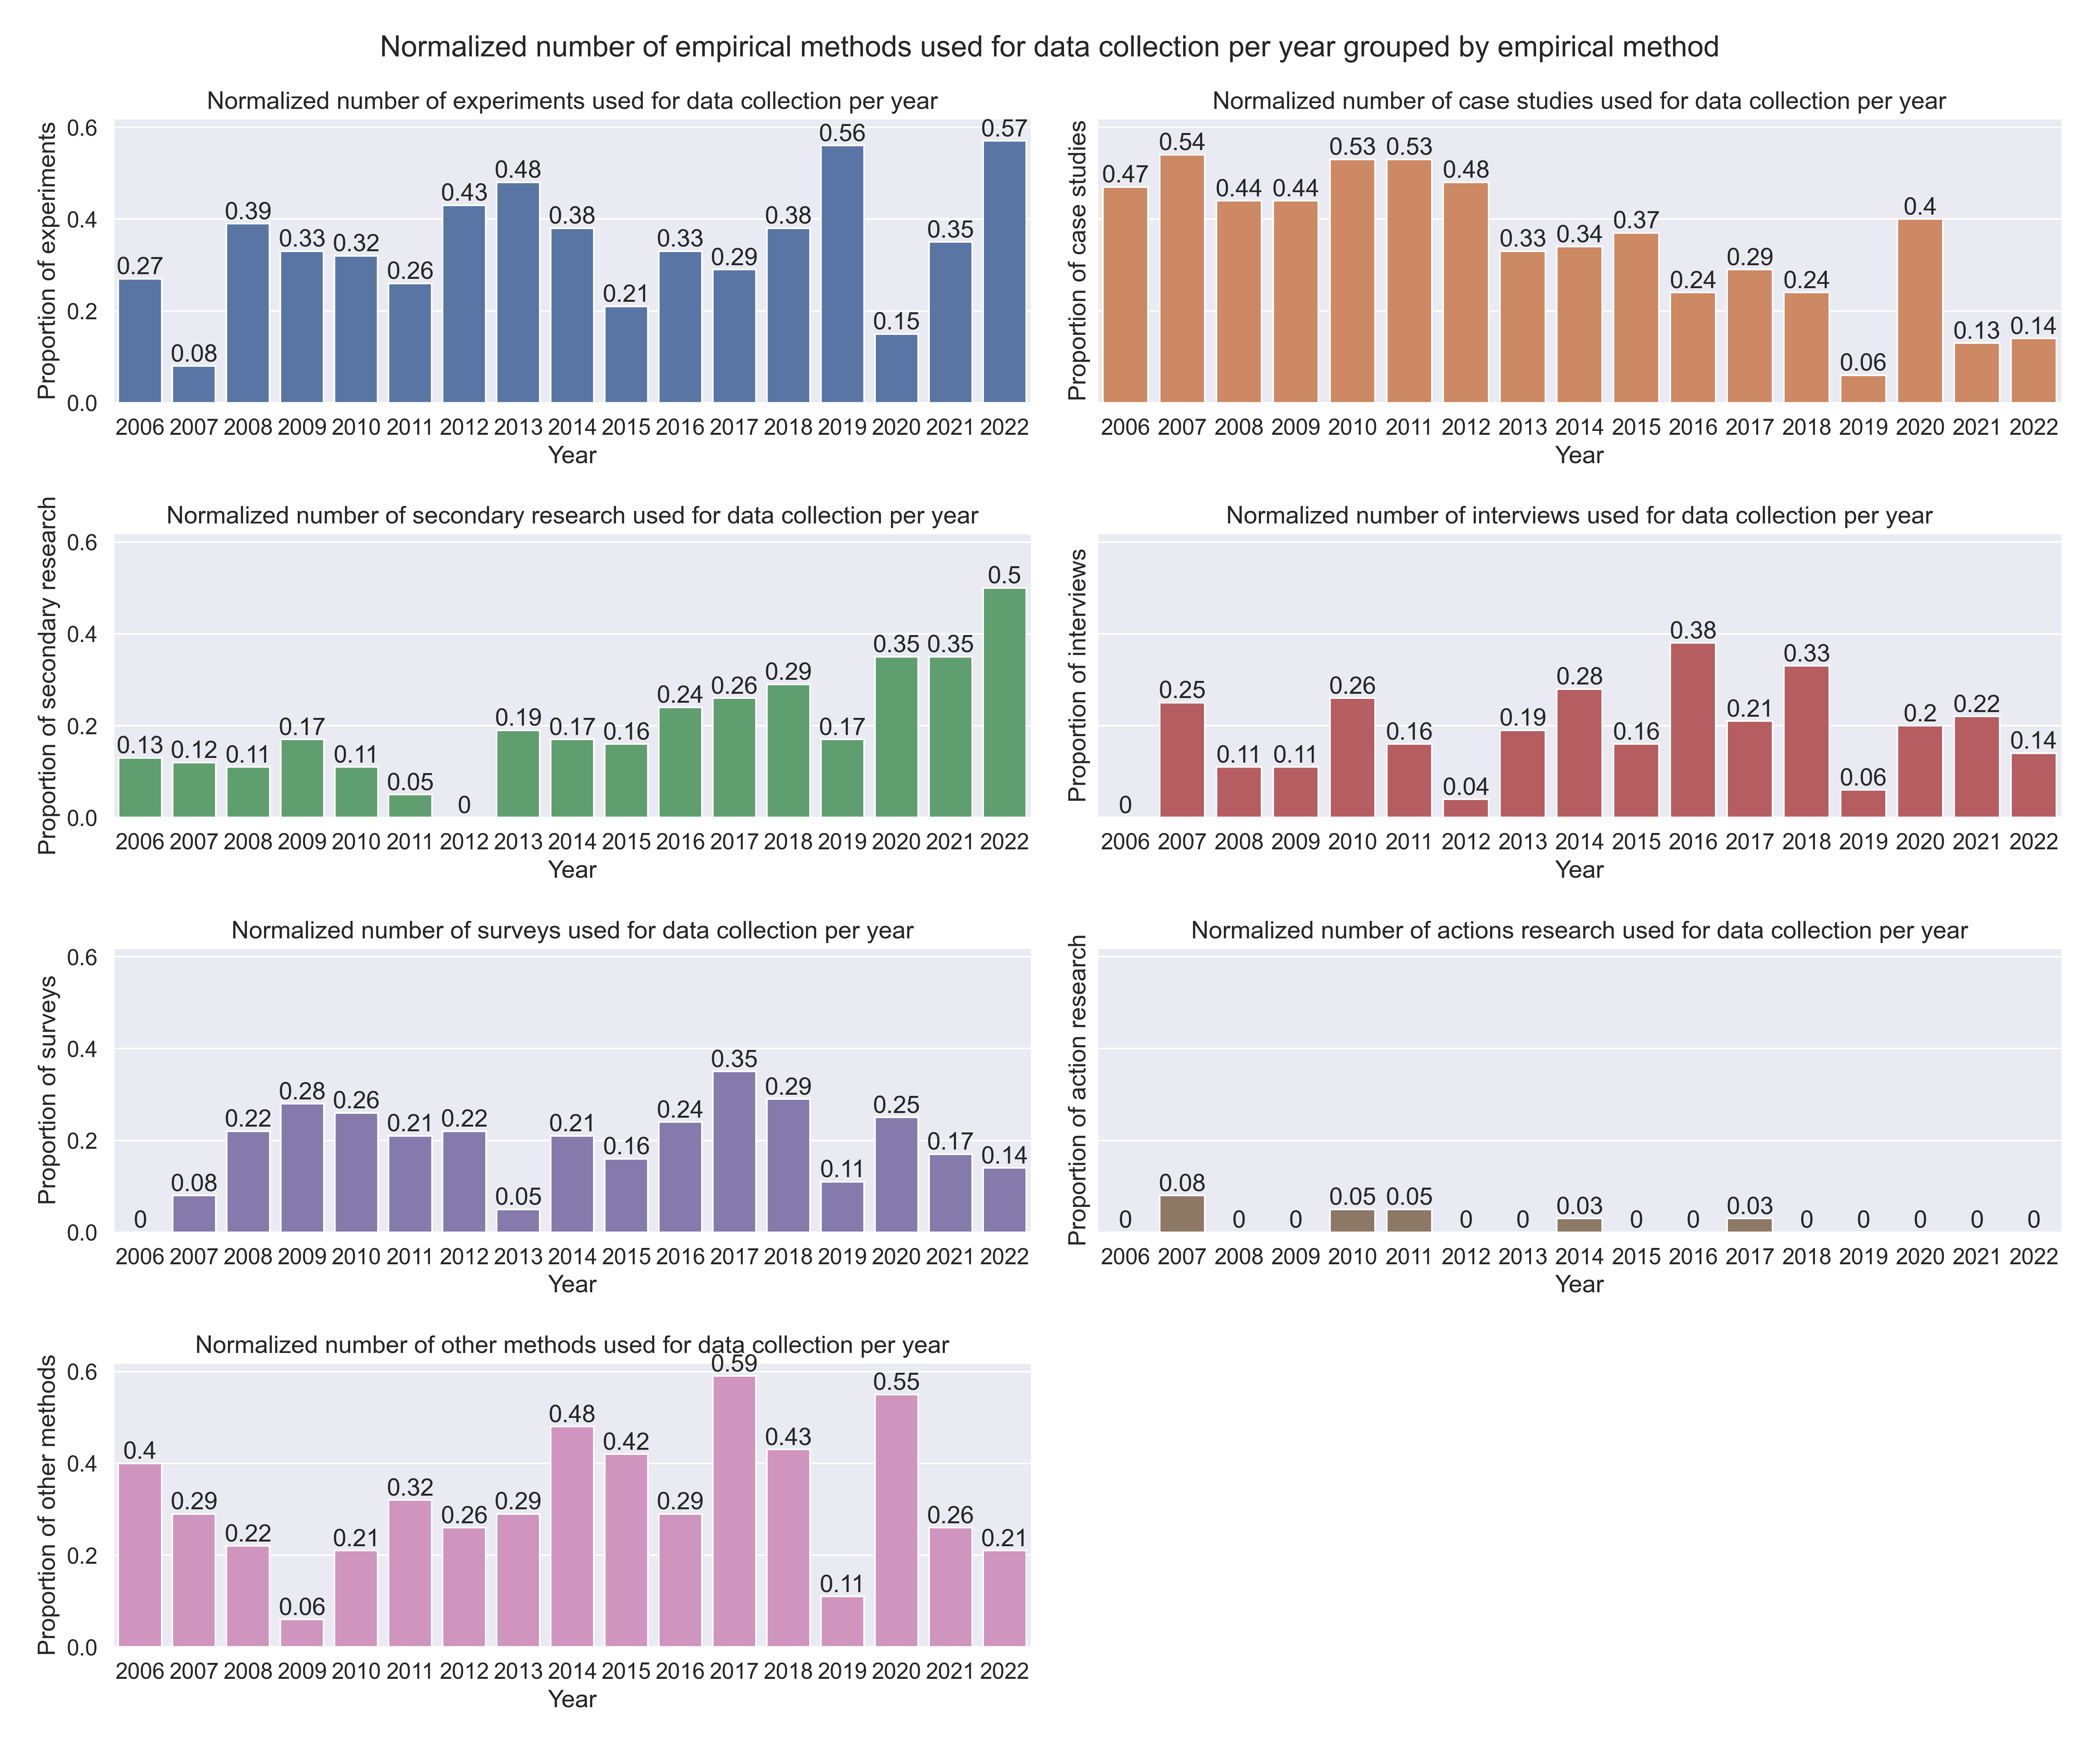 Normalized number of empirical methods used for data collection per year grouped by empirical method
Normalized number of experiments used for data collection per year
Proportion of experiments
0.6
0.4
0.2
0.0
0.27 0.08 0.39 0.33 0.32 0.26 0.43 0.48 0.38 0.21 0.33 0.29 0.38 0.56 0.15 0.35 0.57
2006 2007 2008 2009 2010 2011 2012 2013 2014 2015 2016 2017 2018 2019 2020 2021 2022
Year
Normalized number of case studies used for data collection per year
Proportion of case studies
0.47 0.54 0.44 0.44 0.53 0.53 0.48 0.33 0.34 0.37 0.24 0.29 0.24 0.06 0.4 0.13 0.14
2006 2007 2008 2009 2010 2011 2012 2013 2014 2015 2016 2017 2018 2019 2020 2021 2022
Year
Normalized number of secondary research used for data collection per year
Proportion of secondary research
0.6
0.4
0.2
0.0
0.13 0.12 0.11 0.17 0.11 0.05 0 0.19 0.17 0.16 0.24 0.26 0.29 0.17 0.35 0.35 0.5
2006 2007 2008 2009 2010 2011 2012 2013 2014 2015 2016 2017 2018 2019 2020 2021 2022
Year
Normalized number of interviews used for data collection per year
Proportion of interviews
0 0.25 0.11 0.11 0.26 0.16 0.04 0.19 0.28 0.16 0.38 0.21 0.33 0.06 0.2 0.22 0.14
2006 2007 2008 2009 2010 2011 2012 2013 2014 2015 2016 2017 2018 2019 2020 2021 2022
Year
Normalized number of surveys used for data collection per year
Proportion of surveys
0.6
0.4
0.2
0.0
0 0.08 0.22 0.28 0.26 0.21 0.22 0.05 0.21 0.16 0.24 0.35 0.29 0.11 0.25 0.17 0.14
2006 2007 2008 2009 2010 2011 2012 2013 2014 2015 2016 2017 2018 2019 2020 2021 2022
Year
Normalized number of actions research used for data collection per year
Proportion of action research
0 0.08 0 0 0.05 0.05 0 0 0.03 0 0 0.03 0 0 0 0 0
2006 2007 2008 2009 2010 2011 2012 2013 2014 2015 2016 2017 2018 2019 2020 2021 2022
Year
Normalized number of other methods used for data collection per year
Proportion of other methods
0.6
0.4
0.2
0.0
0.4 0.29 0.22 0.06 0.21 0.32 0.26 0.29 0.48 0.42 0.29 0.59 0.43 0.11 0.55 0.26 0.21
2006 2007 2008 2009 2010 2011 2012 2013 2014 2015 2016 2017 2018 2019 2020 2021 2022
Year